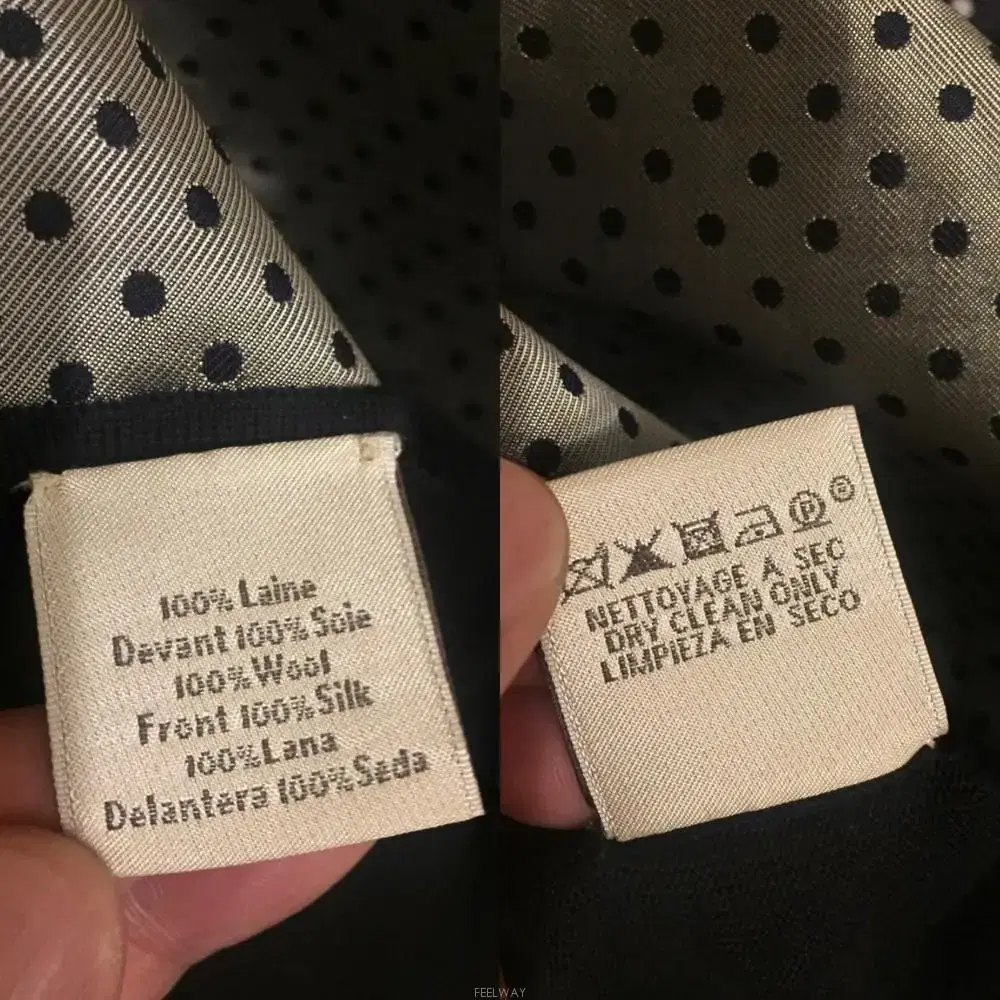 100% Laine
Devant 100% Soie
100% Wool
Front 100% Silk
100% Lana
Delantera 100% Seda
P
NETTOYAGE A SEC
DRY CLEAN ONLY
LIMPIEZA EN SECO
FEELWAY